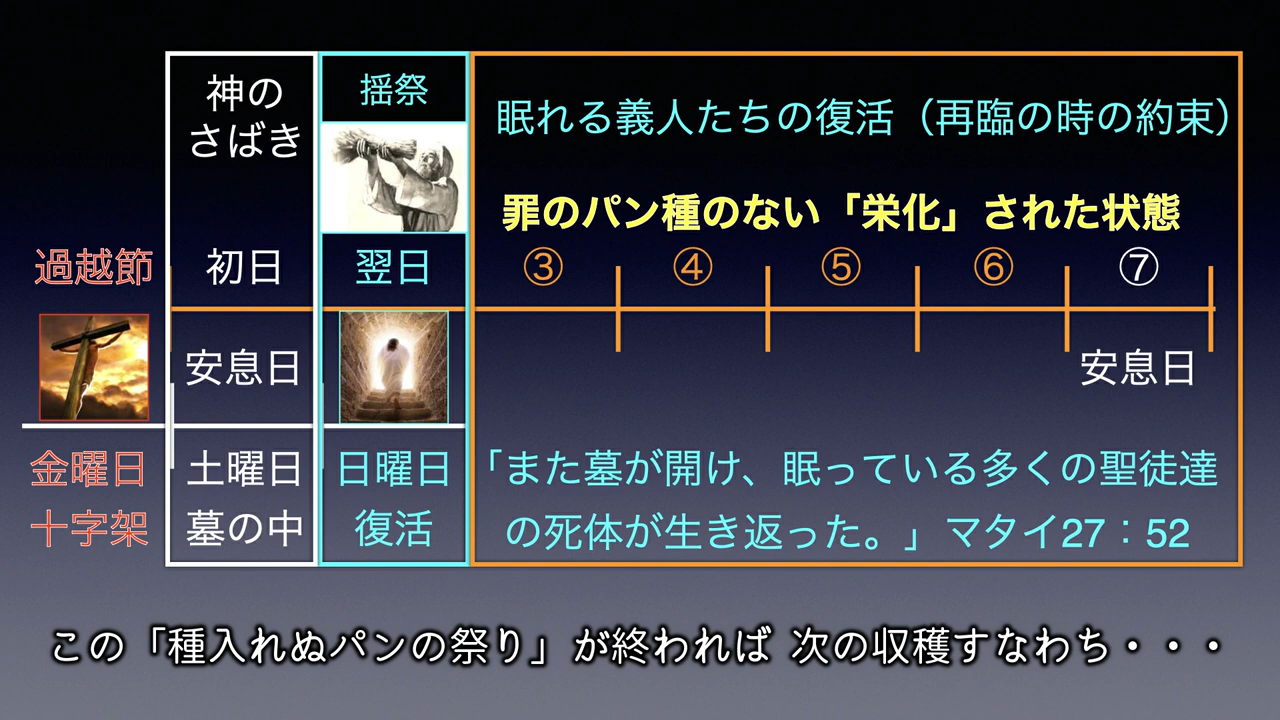 神の
さばき
揺祭
眠れる義人たちの復活（再臨の時の約束）
罪のパン種のない「栄化」された状態
過越節
初日
翌日
③
④
⑤
⑥
⑦
安息日
安息日
金曜日
土曜日
日曜日
「また墓が開け、眠っている多くの聖徒達
十字架
墓の中
復活
の死体が生き返った。」マタイ27：52
この「種入れぬパンの祭り」が終われば 次の収穫すなわち・・・